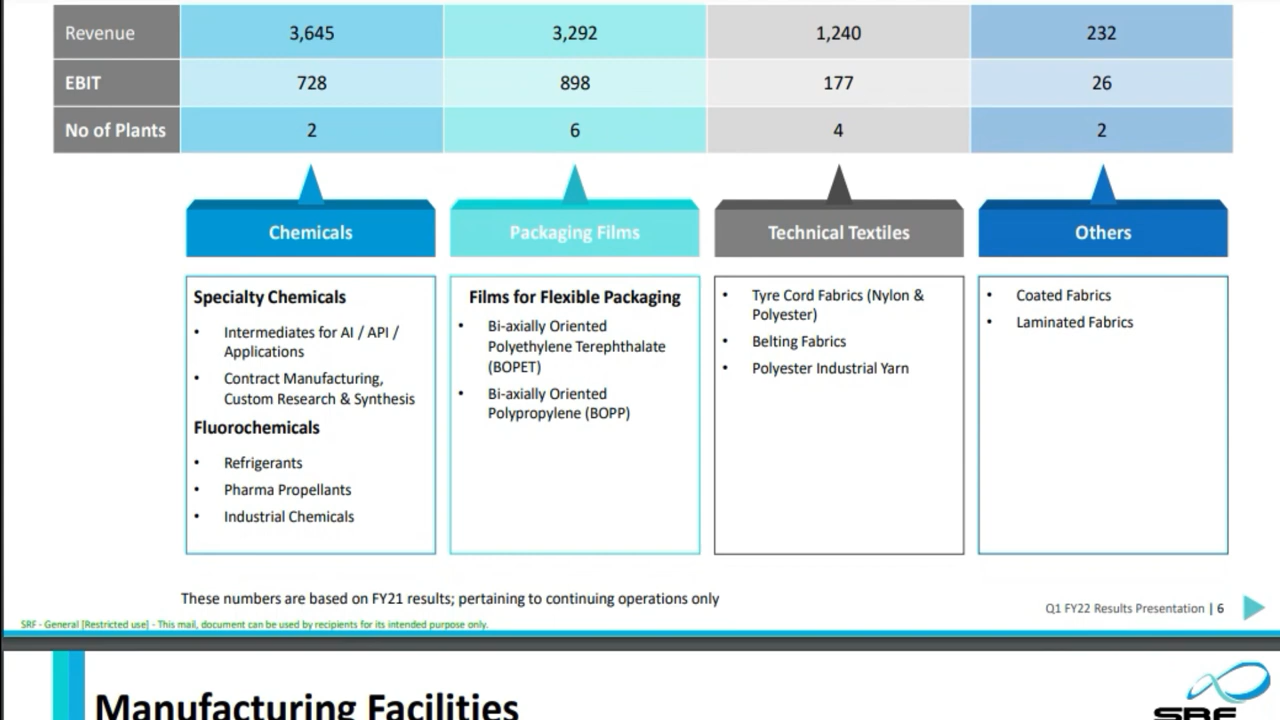 Revenue 3,645 3,292 1,240 232
EBIT 728 898 177 26
No of Plants 2 6 4 2
Chemicals
Packaging Films
Technical Textiles
Others
Specialty Chemicals
• Intermediates for AI / API /
Applications
• Contract Manufacturing,
Custom Research & Synthesis
Fluorochemicals
• Refrigerants
• Pharma Propellants
• Industrial Chemicals
Films for Flexible Packaging
• Bi-axially Oriented
Polyethylene Terephthalate
(BOPET)
• Bi-axially Oriented
Polypropylene (BOPP)
• Tyre Cord Fabrics (Nylon &
Polyester)
• Belting Fabrics
• Polyester Industrial Yarn
• Coated Fabrics
• Laminated Fabrics
These numbers are based on FY21 results; pertaining to continuing operations only
Q1 FY22 Results Presentation | 6
SRF - General [Restricted use] - This mail, document can be used by recipients for its intended purpose only.
Manufacturing Facilities
SRF